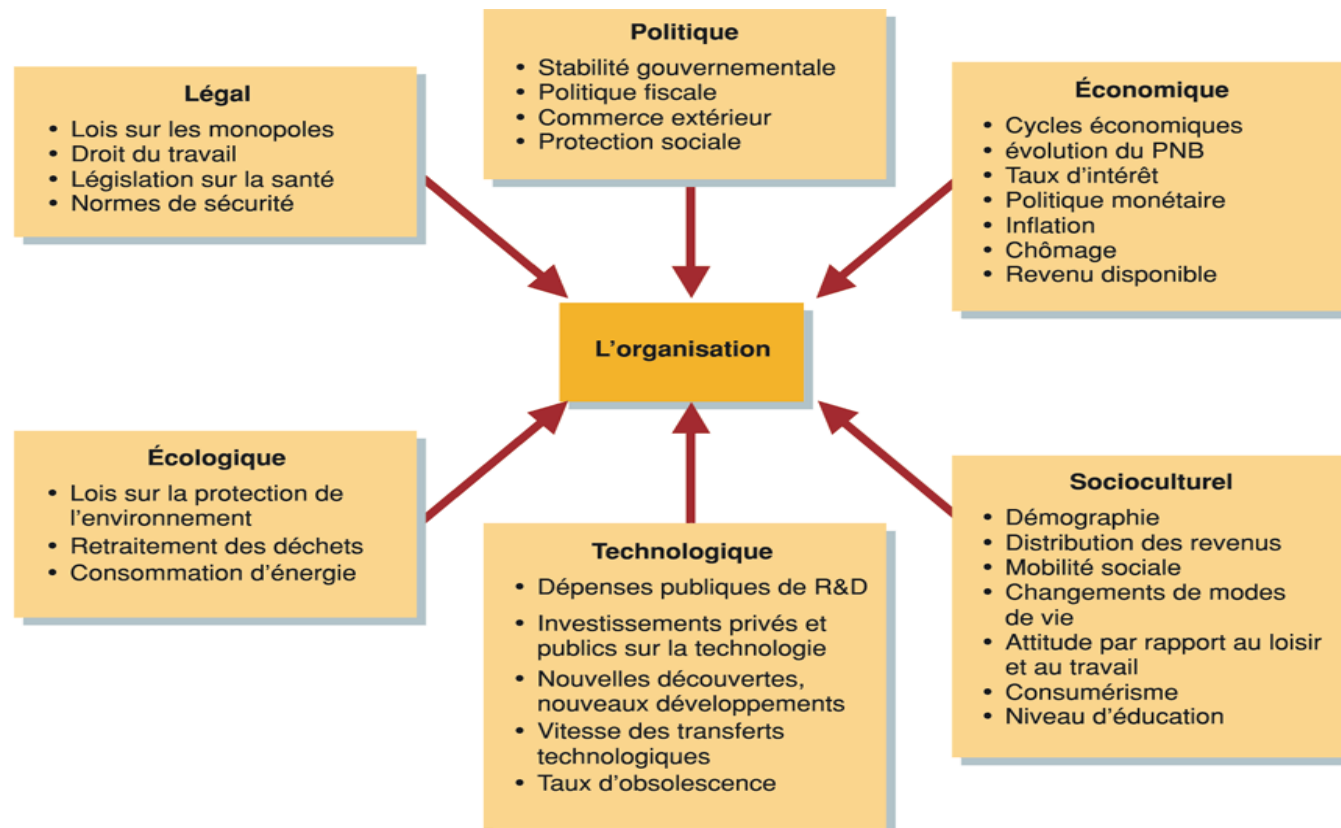 Politique
• Stabilité gouvernementale
• Politique fiscale
• Commerce extérieur
• Protection sociale
Légal
• Lois sur les monopoles
• Droit du travail
• Législation sur la santé
• Normes de sécurité
Économique
• Cycles économiques
• évolution du PNB
• Taux d'intérêt
• Politique monétaire
• Inflation
• Chômage
• Revenu disponible
L'organisation
Écologique
• Lois sur la protection de
l'environnement
• Retraitement des déchets
• Consommation d'énergie
Technologique
• Dépenses publiques de R&D
• Investissements privés et
publics sur la technologie
• Nouvelles découvertes,
nouveaux développements
• Vitesse des transferts
technologiques
• Taux d'obsolescence
Socioculturel
• Démographie
• Distribution des revenus
• Mobilité sociale
• Changements de modes
de vie
• Attitude par rapport au loisir
et au travail
• Consumérisme
• Niveau d'éducation